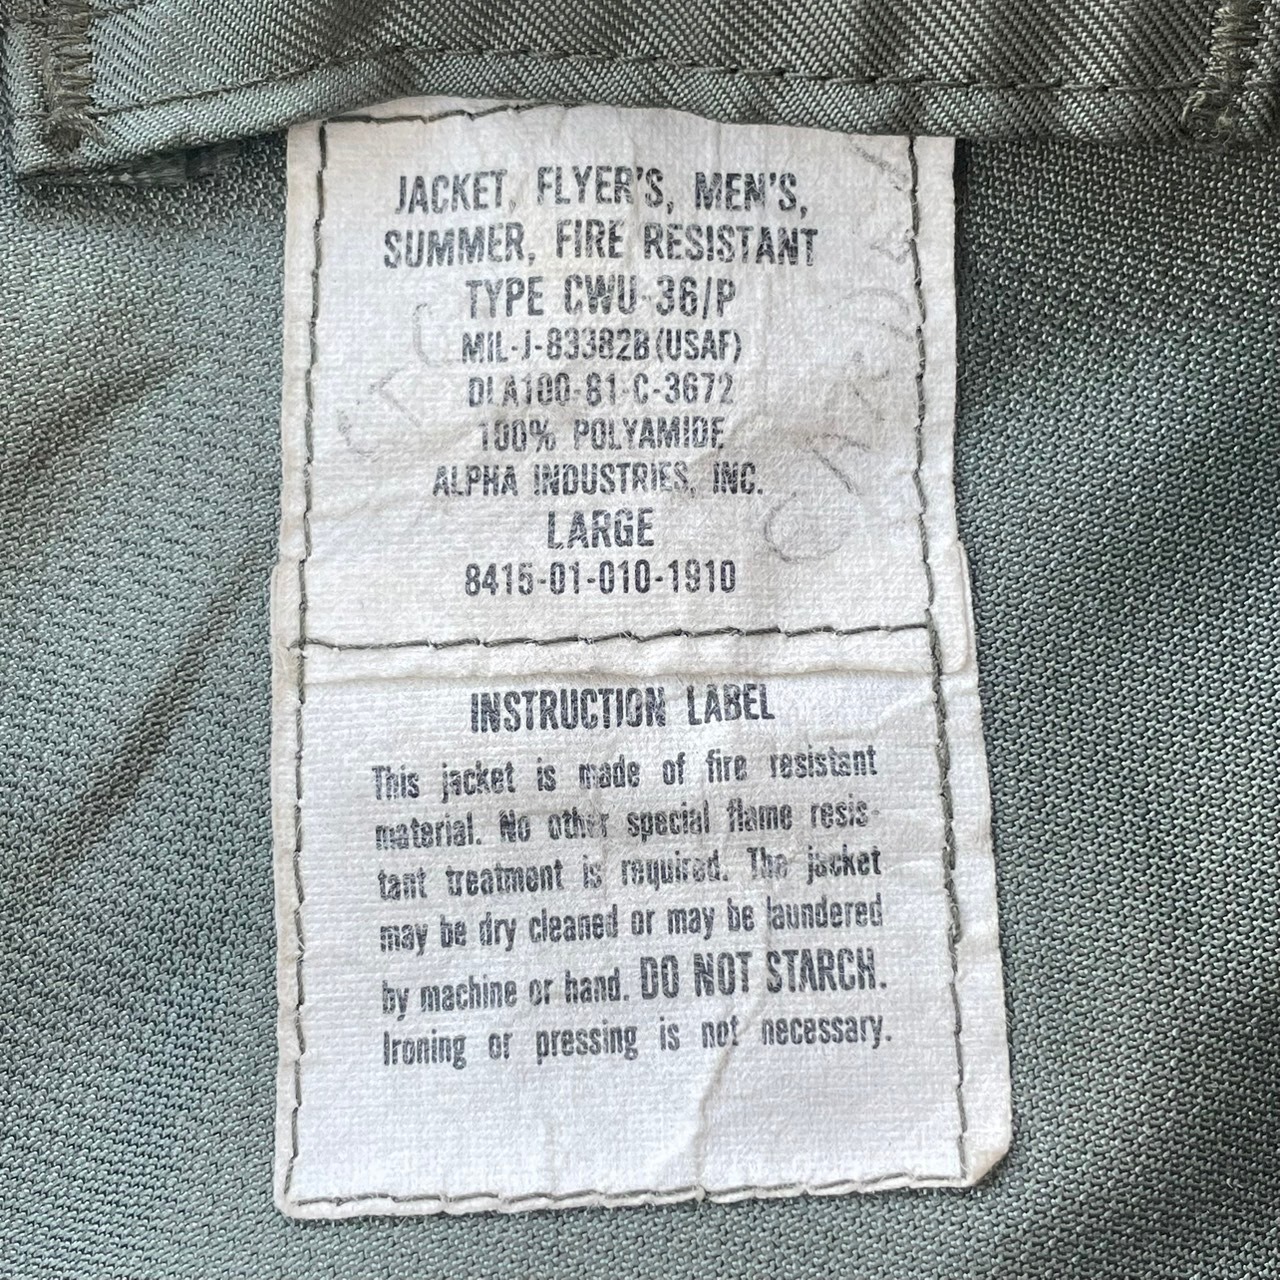 JACKET, FLYER'S, MEN'S,
SUMMER, FIRE RESISTANT
TYPE CWU-36/P
MIL-J-83382B (USAF)
DLA100-81-C-3672
100% POLYAMIDE
ALPHA INDUSTRIES, INC.
LARGE
8415-01-010-1910
INSTRUCTION LABEL
This jacket is made of fire resistant
material. No other special flame resis-
tant treatment is required. The jacket
may be dry cleaned or may be laundered
by machine or hand. DO NOT STARCH.
Ironing or pressing is not necessary.